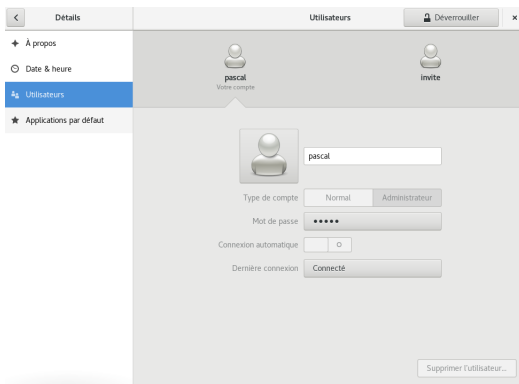 Détails
Utilisateurs
Déverrouiller
À propos
Date & heure
Utilisateurs
Applications par défaut
pascal
Votre compte
invite
pascal
Type de compte Normal Administrateur
Mot de passe •••••
Connexion automatique
Dernière connexion Connecté
Supprimer l'utilisateur...